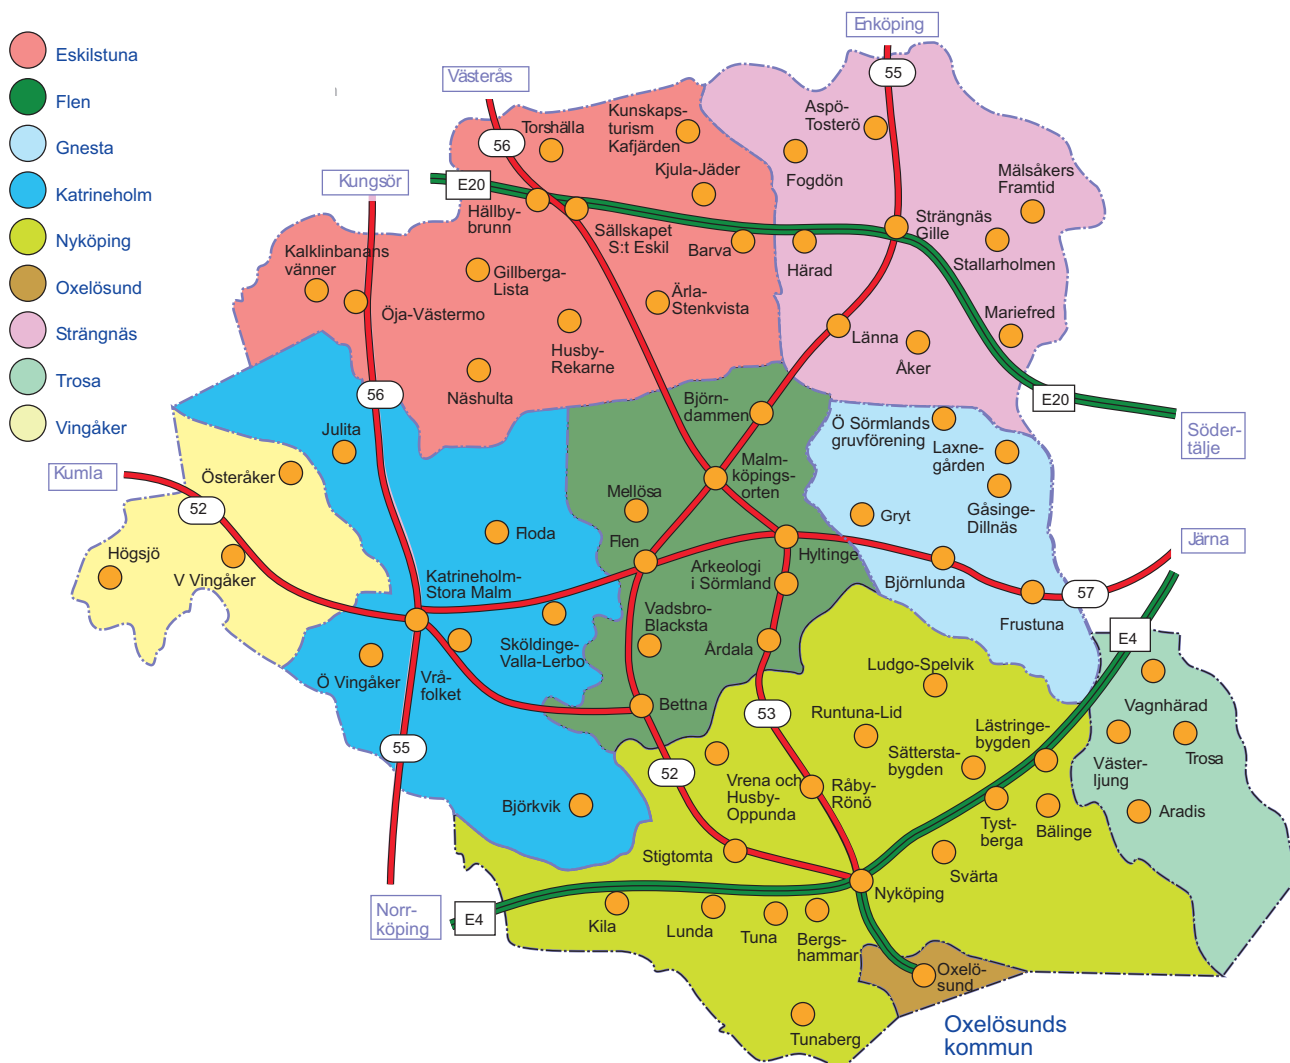 Eskilstuna
Flen
Gnesta
Katrineholm
Nyköping
Oxelösund
Strängnäs
Trosa
Vingåker
Enköping
55
Västerås
56
Torshälla
Kunskaps-
turism
Kafjärden
Aspö-
Tosterö
Kungsör
E20
Kjula-Jäder
Fogdön
Mälsåkers
Framtid
Hällby-
brunn
Sällskapet
S:t Eskil
Barva
Härad
Strängnäs
Gille
Stallarholmen
Kalklinbanans
vänner
Gillberga-
Lista
Öja-Västermo
Ärla-
Stenkvista
Husby-
Rekarne
Länna
Mariefred
Åker
Näshulta
56
E20
Söder-
tälje
Björn-
dammen
Ö Sörmlands
gruvförening
Laxne-
gården
Julita
Kumla
Österåker
52
Malm-
köpings-
orten
Mellösa
Gryt
Gåsinge-
Dillnäs
Floda
Flen
Hyltinge
Järna
Högsjö
V Vingåker
Katrineholm-
Stora Malm
Arkeologi
i Sörmland
Björnlunda
57
Frustuna
Vadsbro-
Blacksta
Årdala
E4
Sköldinge-
Valla-Lerbo
Ö Vingåker
Vrå-
folket
Ludgo-Spelvik
Vagnhärad
Bettna
53
Runtuna-Lid
Lästringe-
bygden
55
Sättersta-
bygden
Väster-
ljung
Trosa
52
Vrena och
Husby-
Oppunda
Råby-
Rönö
Björkvik
Tyst-
berga
Bälinge
Aradis
Stigtomta
Svärta
Nyköping
Norr-
köping
E4
Kila
Lunda
Tuna
Bergs-
hammar
Oxelö-
sund
Tunaberg
Oxelösunds
kommun